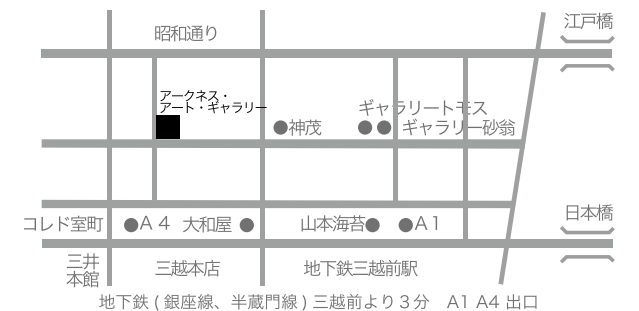 昭和通り
江戸橋
アークネス・
アート・ギャラリー
ギャラリートモス
神茂
ギャラリー砂翁
コレド室町
A 4
大和屋
山本海苔
A 1
日本橋
三井
本館
三越本店
地下鉄三越前駅
地下鉄 ( 銀座線、半蔵門線 ) 三越前より 3 分　A1 A4 出口